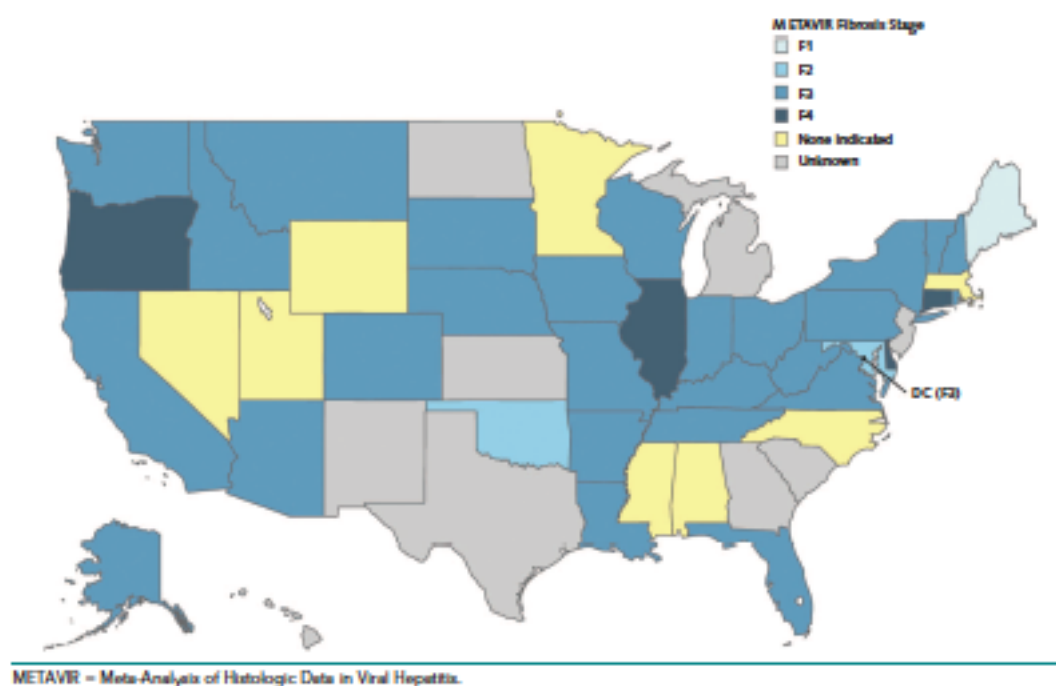 METAVIR Fibrosis Stage
F1
F2
F3
F4
None Indicated
Unknown
DC (F3)
METAVIR = Meta-Analysis of Histologic Data in Viral Hepatitis.